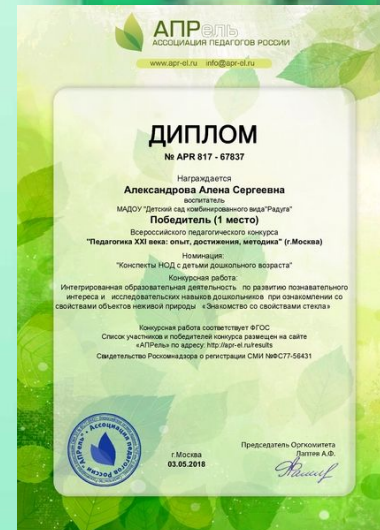 АПРель
АССОЦИАЦИЯ ПЕДАГОГОВ РОССИИ
www.apr-el.ru info@apr-el.ru
ДИПЛОМ
№ APR 817 - 67837
Награждается
Александрова Алена Сергеевна
воспитатель
МАДОУ "Детский сад комбинированного вида"Радуга"
Победитель (1 место)
Всероссийского педагогического конкурса
"Педагогика XXI века: опыт, достижения, методика" (г.Москва)
Номинация:
"Конспекты НОД с детьми дошкольного возраста"
Конкурсная работа:
Интегрированная образовательная деятельность по развитию познавательного
интереса и исследовательских навыков дошкольников при ознакомлении со
свойствами объектов неживой природы «Знакомство со свойствами стекла»
Конкурсная работа соответствует ФГОС
Список участников и победителей конкурса размещен на сайте
«АПРель» по адресу: http://apr-el.ru/results
Свидетельство Роскомнадзора о регистрации СМИ №ФС77-56431
Председатель Оргкомитета
Лаптев А.Ф.
г.Москва
03.05.2018
Ассоциация педагогов России «АПРель»